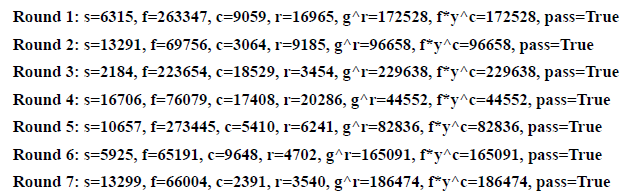 Round 1: s=6315, f=263347, c=9059, r=16965, g^r=172528, f*y^c=172528, pass=True
Round 2: s=13291, f=69756, c=3064, r=9185, g^r=96658, f*y^c=96658, pass=True
Round 3: s=2184, f=223654, c=18529, r=3454, g^r=229638, f*y^c=229638, pass=True
Round 4: s=16706, f=76079, c=17408, r=20286, g^r=44552, f*y^c=44552, pass=True
Round 5: s=10657, f=273445, c=5410, r=6241, g^r=82836, f*y^c=82836, pass=True
Round 6: s=5925, f=65191, c=9648, r=4702, g^r=165091, f*y^c=165091, pass=True
Round 7: s=13299, f=66004, c=2391, r=3540, g^r=186474, f*y^c=186474, pass=True